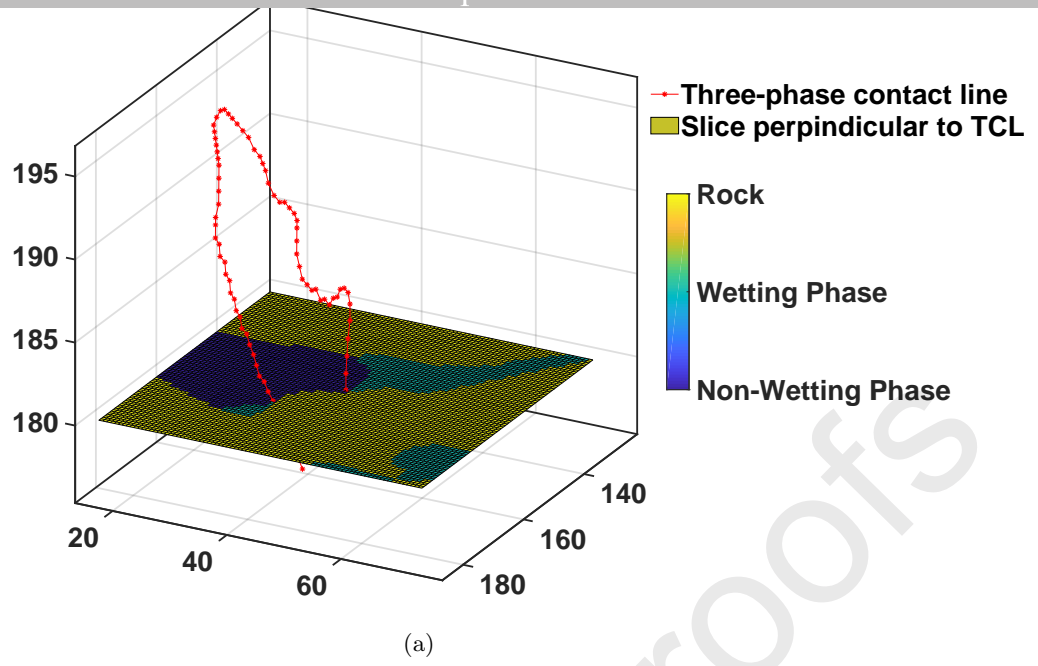 Three-phase contact line
Slice perpindicular to TCL
195
190
185
180
Rock
Wetting Phase
Non-Wetting Phase
20
40
60
140
160
180
(a)
roofs